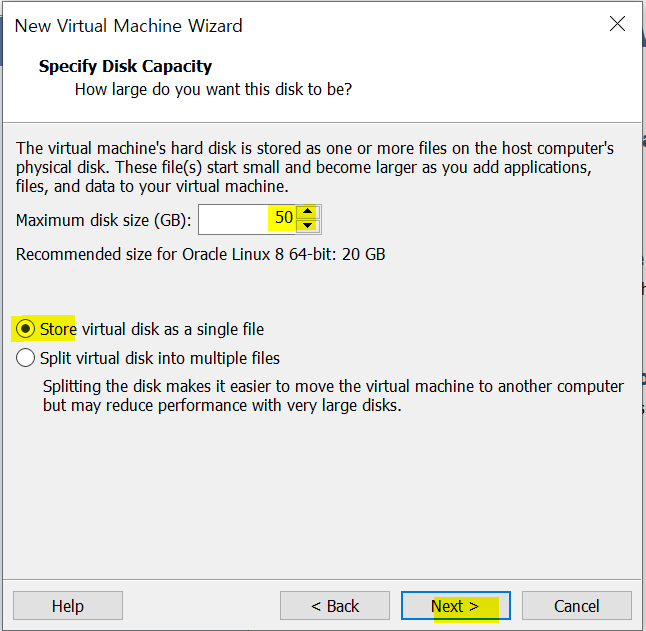 New Virtual Machine Wizard
Specify Disk Capacity
How large do you want this disk to be?
The virtual machine's hard disk is stored as one or more files on the host computer's
physical disk. These file(s) start small and become larger as you add applications,
files, and data to your virtual machine.
Maximum disk size (GB): 50
Recommended size for Oracle Linux 8 64-bit: 20 GB
Store virtual disk as a single file
Split virtual disk into multiple files
Splitting the disk makes it easier to move the virtual machine to another computer
but may reduce performance with very large disks.
Help < Back Next > Cancel